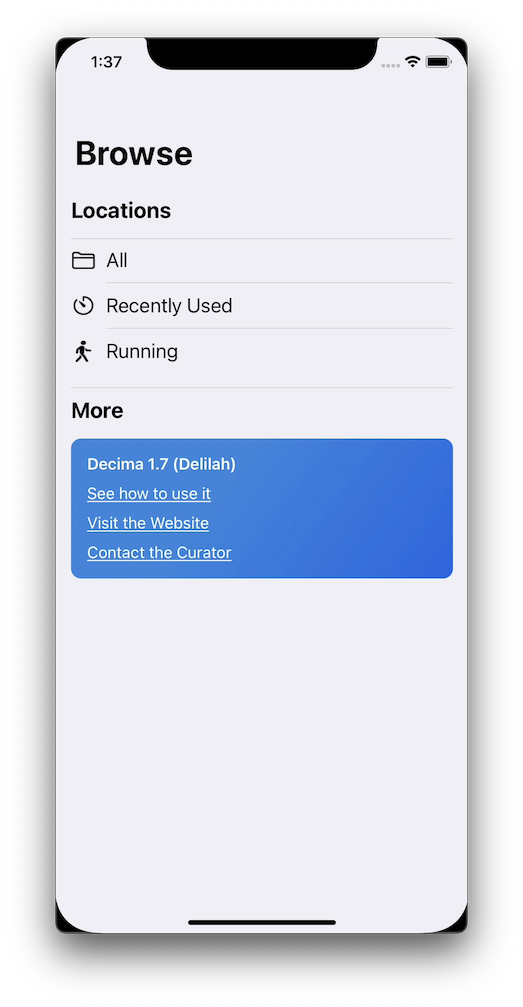 1:37
Browse
Locations
All
Recently Used
Running
More
Decima 1.7 (Delilah)
See how to use it
Visit the Website
Contact the Curator